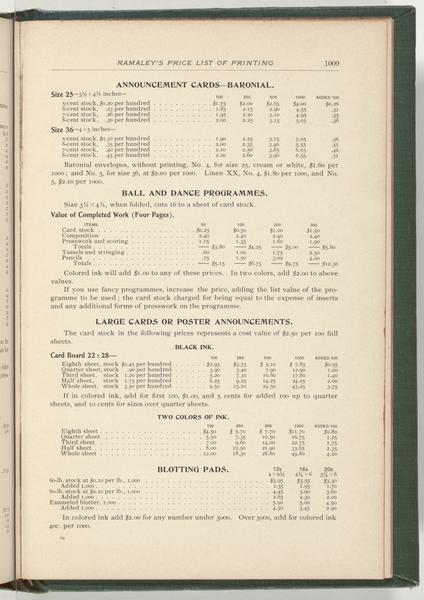 RAMALEY'S PRICE LIST OF PRINTING 1009
ANNOUNCEMENT CARDS—BARONIAL.
Size 25—3½ × 4⅞ inches— 100 250 500 1000 ADDED 100
5-cent stock, $0.20 per hundred $1.75 $2.00 $2.65 $4.00 $0.26
6-cent stock, .23 per hundred 1.85 2.15 2.90 4.55 .31
7-cent stock, .26 per hundred 1.95 2.20 3.10 4.95 .35
8-cent stock, .30 per hundred 2.00 2.25 3.15 5.05 .36
Size 36—4 × 5 inches—
5-cent stock, $0.30 per hundred 1.90 2.25 3.15 5.05 .36
6-cent stock, .35 per hundred 2.00 2.35 3.40 5.55 .41
7-cent stock, .40 per hundred 2.10 2.50 3.65 6.05 .46
8-cent stock, .45 per hundred 2.20 2.60 3.90 6.55 .51
Baronial envelopes, without printing, No. 4, for size 25, cream or white, $1.60 per
1000; and No. 5, for size 36, at $2.00 per 1000. Linen XX, No. 4, $1.80 per 1000, and No.
5, $2.10 per 1000.
BALL AND DANCE PROGRAMMES.
Size 3½ × 4¾, when folded, cuts 16 to a sheet of card stock.
Value of Completed Work (Four Pages).
ITEMS. 50 100 200 300
Card stock $0.25 $0.50 $1.00 $1.50
Composition 2.40 2.40 2.40 2.40
Presswork and scoring 1.15 1.35 1.60 1.90
Totals $3.80 $4.25 $5.00 $5.80
Tassels and stringing .60 1.00 1.75 2.50
Pencils .75 1.50 3.00 4.00
Totals $5.15 $6.75 $9.75 $12.30
Colored ink will add $1.00 to any of these prices. In two colors, add $2.00 to above
values.
If you use fancy programmes, increase the price, adding the list value of the pro-
gramme to be used; the card stock charged for being equal to the expense of inserts
and any additional forms of presswork on the programme.
LARGE CARDS OR POSTER ANNOUNCEMENTS.
The card stock in the following prices represents a cost value of $2.50 per 100 full
sheets.
BLACK INK.
Card Board 22 × 28— 100 250 500 1000 ADDED 100
Eighth sheet, stock $0.45 per hundred $2.95 $3.75 $ 5.10 $ 7.85 $0.55
Quarter sheet, stock .90 per hundred 3.90 5.40 7.90 12.90 1.00
Third sheet, stock 1.20 per hundred 5.20 7.30 10.80 17.80 1.40
Half sheet, stock 1.75 per hundred 6.25 9.25 14.25 24.25 2.00
Whole sheet, stock 3.50 per hundred 9.50 15.10 24.50 43.25 3.75
If in colored ink, add for first 100, $1.00, and 5 cents for added 100 up to quarter
sheets, and 10 cents for sizes over quarter sheets.
TWO COLORS OF INK.
100 250 500 1000 ADDED 100
Eighth sheet $4.50 $ 5.70 $ 7.70 $11.70 $0.80
Quarter sheet 5.50 7.35 10.50 16.75 1.25
Third sheet 7.00 9.60 14.00 22.75 1.75
Half sheet 8.00 12.50 21.90 33.65 2.35
Whole sheet 12.00 18.30 28.80 49.80 4.20
BLOTTING PADS. 12s 16s 20s
4 × 9½ 4¾ × 6 3¾ × 6
60-lb. stock at $0.10 per lb., 1,000 $3.95 $3.55 $3.30
Added 1,000 2.35 1.95 1.70
80-lb. stock at $0.10 per lb., 1,000 4.45 3.90 3.60
Added 1,000 2.85 2.30 2.00
Enameled blotter, 1,000 5.90 5.00 4.50
Added 1,000 4.30 3.45 2.90
In colored ink add $2.00 for any number under 5000. Over 5000, add for colored ink
40c. per 1000.
64